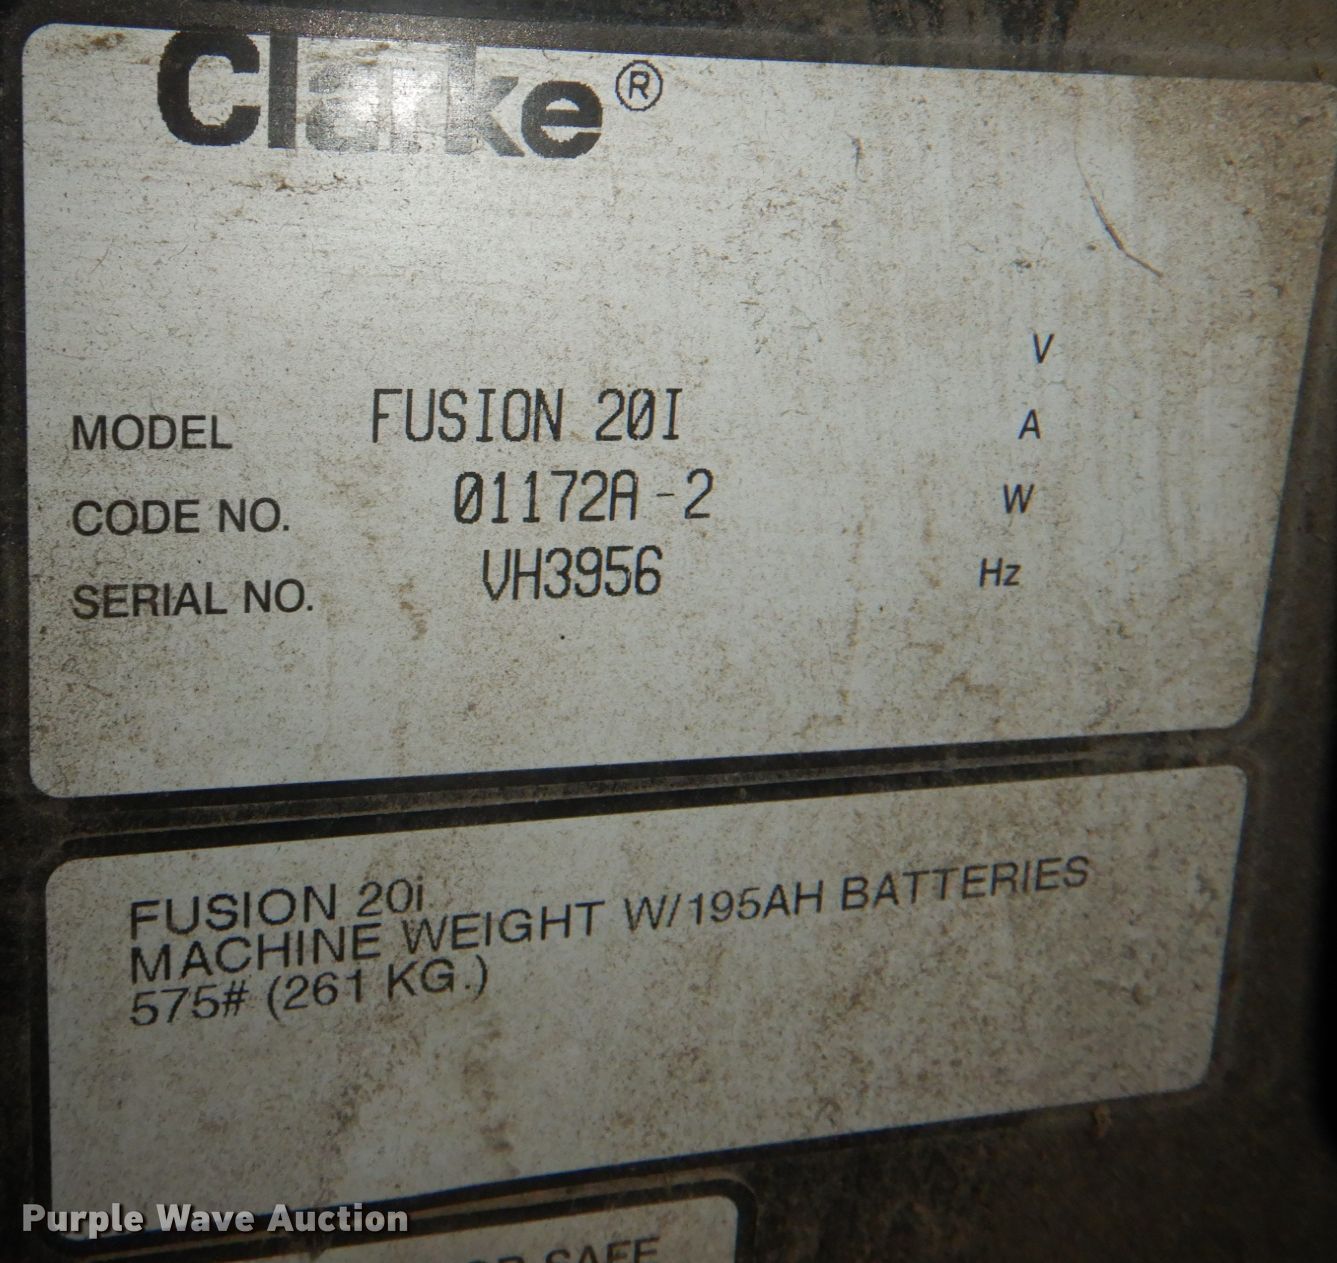 Clarke®
V
MODEL FUSION 20I A
CODE NO. 01172A-2 W
SERIAL NO. VH3956 Hz
FUSION 20i
MACHINE WEIGHT W/195AH BATTERIES
575# (261 KG.)
SAFE
Purple Wave Auction